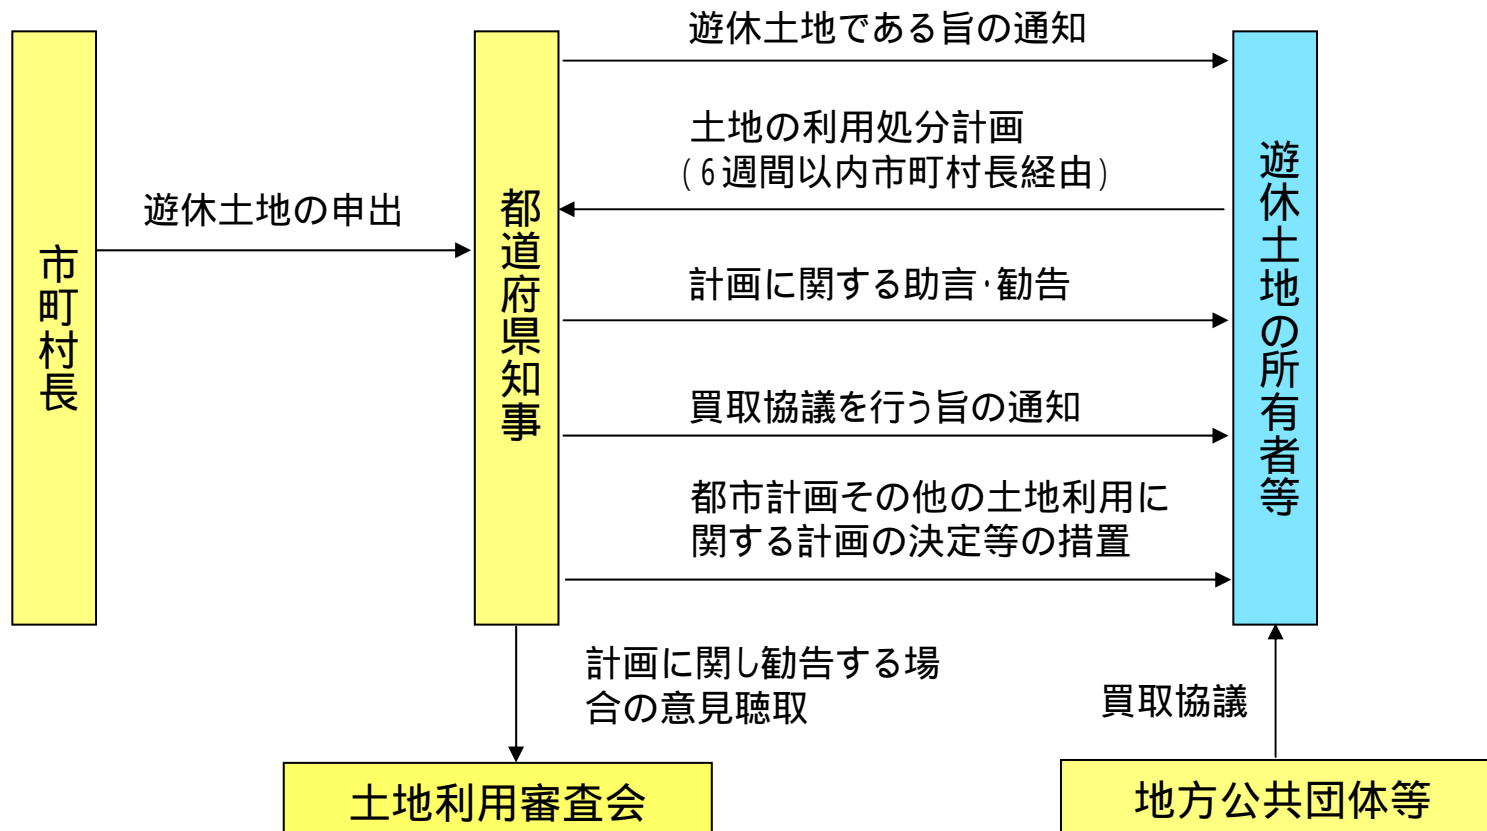 遊休土地である旨の通知
土地の利用処分計画
(6週間以内市町村長経由)
遊休土地の申出
市町村長
都道府県知事
遊休土地の所有者等
計画に関する助言・勧告
買取協議を行う旨の通知
都市計画その他の土地利用に
関する計画の決定等の措置
計画に関し勧告する場
合の意見聴取
買取協議
土地利用審査会
地方公共団体等